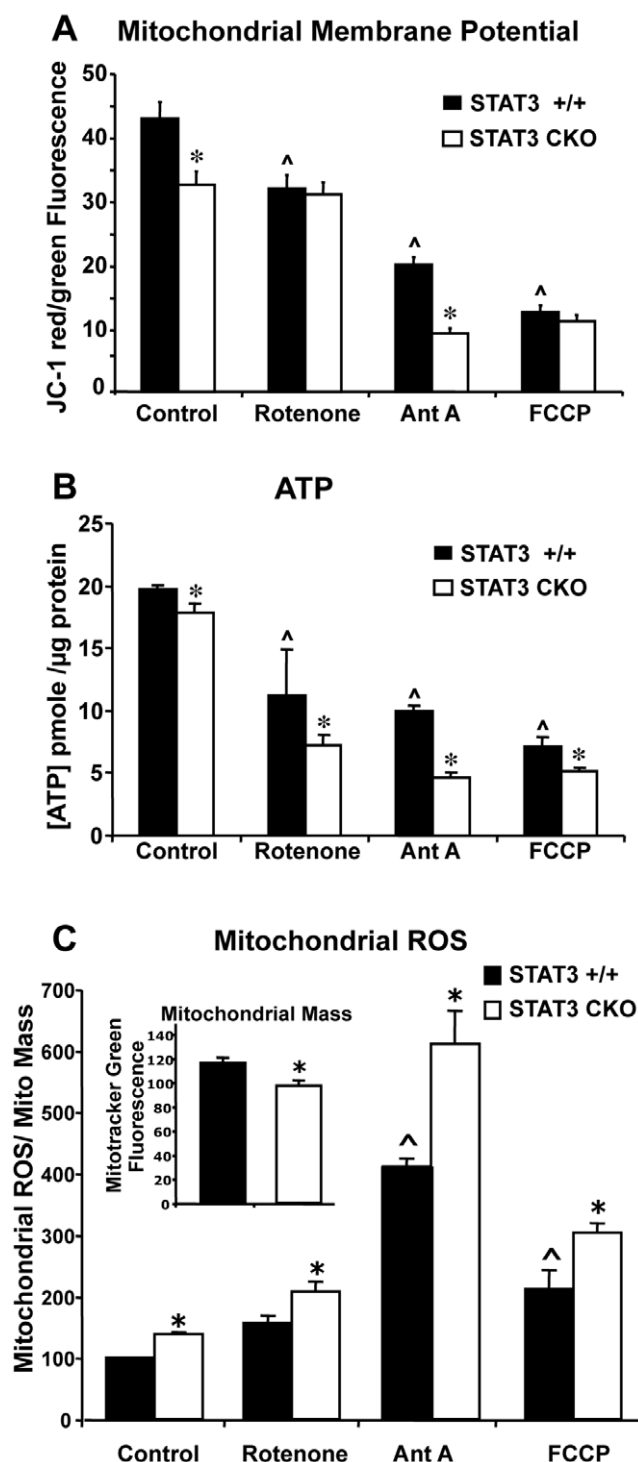 A Mitochondrial Membrane Potential
JC-1 red/green Fluorescence
50
40
30
20
10
0
STAT3 +/+
STAT3 CKO
*
^
^
*
^
Control Rotenone Ant A FCCP
B ATP
[ATP] pmole /µg protein
25
20
15
10
5
0
STAT3 +/+
STAT3 CKO
*
^
*
^
*
^
*
Control Rotenone Ant A FCCP
C Mitochondrial ROS
Mitochondrial ROS/ Mito Mass
700
600
500
400
300
200
100
0
STAT3 +/+
STAT3 CKO
Mitochondrial Mass
Mitotracker Green
Fluorescence
140
120
100
80
60
40
20
0
*
*
*
^
*
^
*
Control Rotenone Ant A FCCP